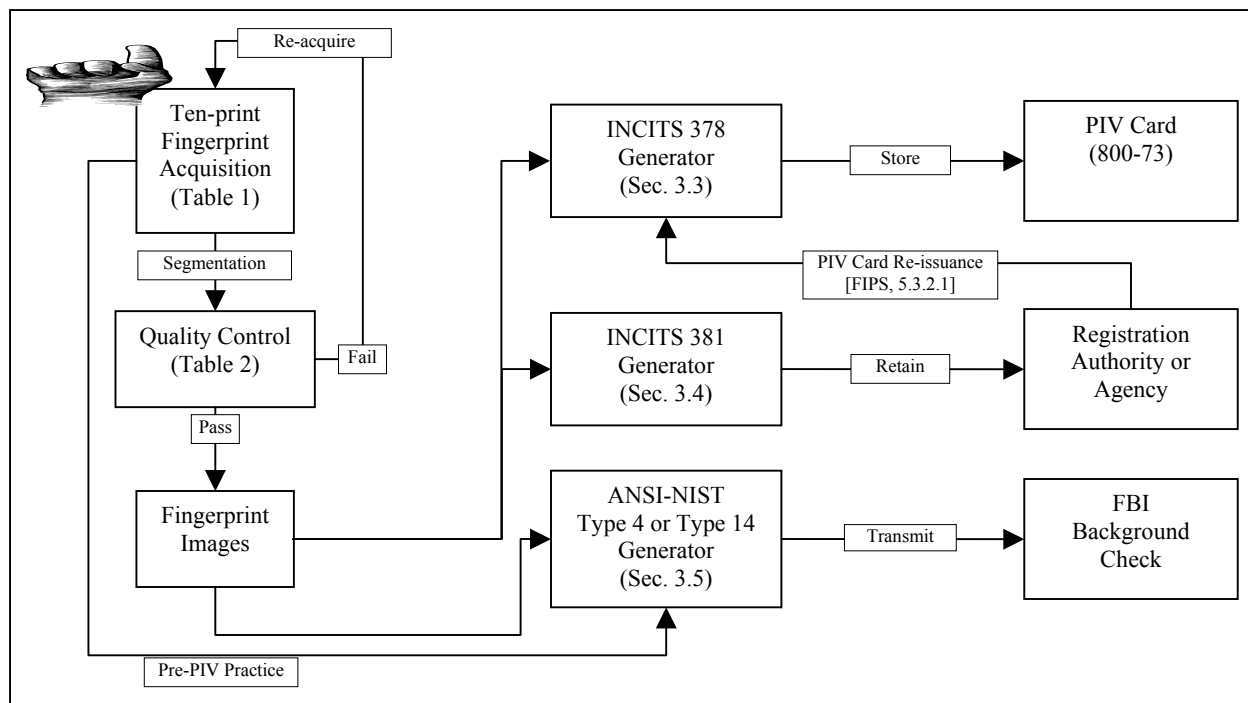 Re-acquire
Ten-print
Fingerprint
Acquisition
(Table 1)
Segmentation
Quality Control
(Table 2)
Fail
Pass
Fingerprint
Images
Pre-PIV Practice
INCITS 378
Generator
(Sec. 3.3)
Store
PIV Card
(800-73)
PIV Card Re-issuance
[FIPS, 5.3.2.1]
INCITS 381
Generator
(Sec. 3.4)
Retain
Registration
Authority or
Agency
ANSI-NIST
Type 4 or Type 14
Generator
(Sec. 3.5)
Transmit
FBI
Background
Check